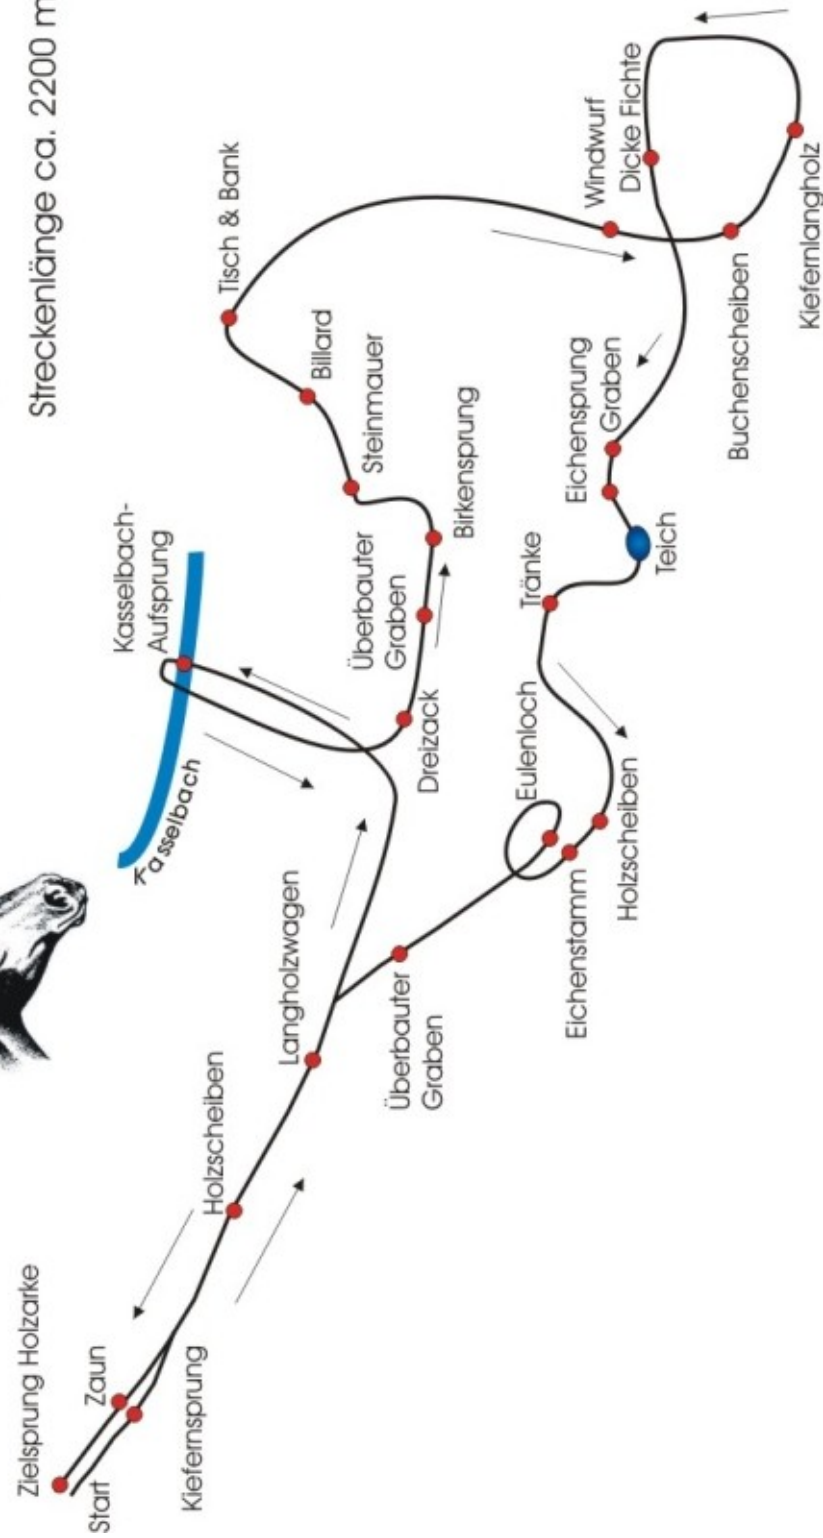 Streckenlänge ca. 2200 m
Zielsprung Holzarke
Start
Zaun
Kiefernsprung
Holzscheiben
Langholzwagen
Kasselbach
Kasselbach-
Aufsprung
Dreizack
Überbauter
Graben
Birkensprung
Steinmauer
Billard
Tisch & Bank
Windwurf
Buchenscheiben
Kiefernlangholz
Dicke Fichte
Graben
Eichensprung
Teich
Tränke
Holzscheiben
Eichenstamm
Eulenloch
Überbauter
Graben